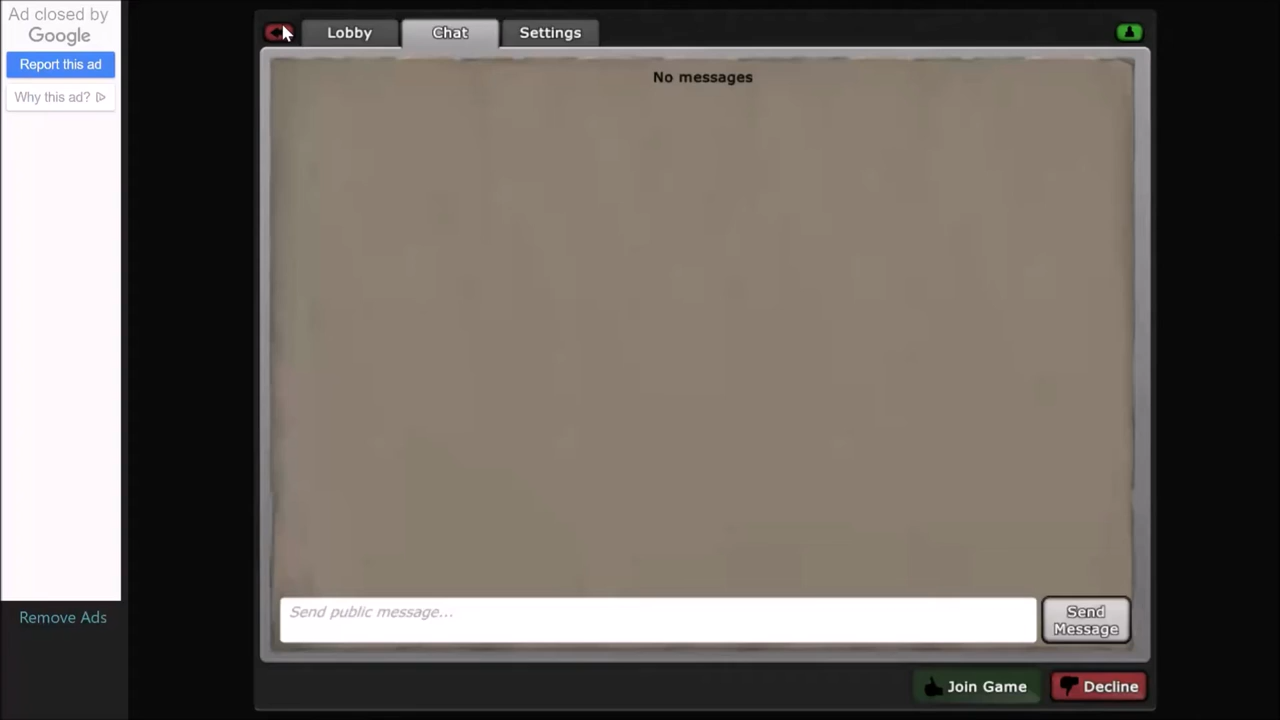 Ad closed by
Google
Report this ad
Why this ad?
Remove Ads
Lobby
Chat
Settings
No messages
Send public message...
Send
Message
Join Game
Decline